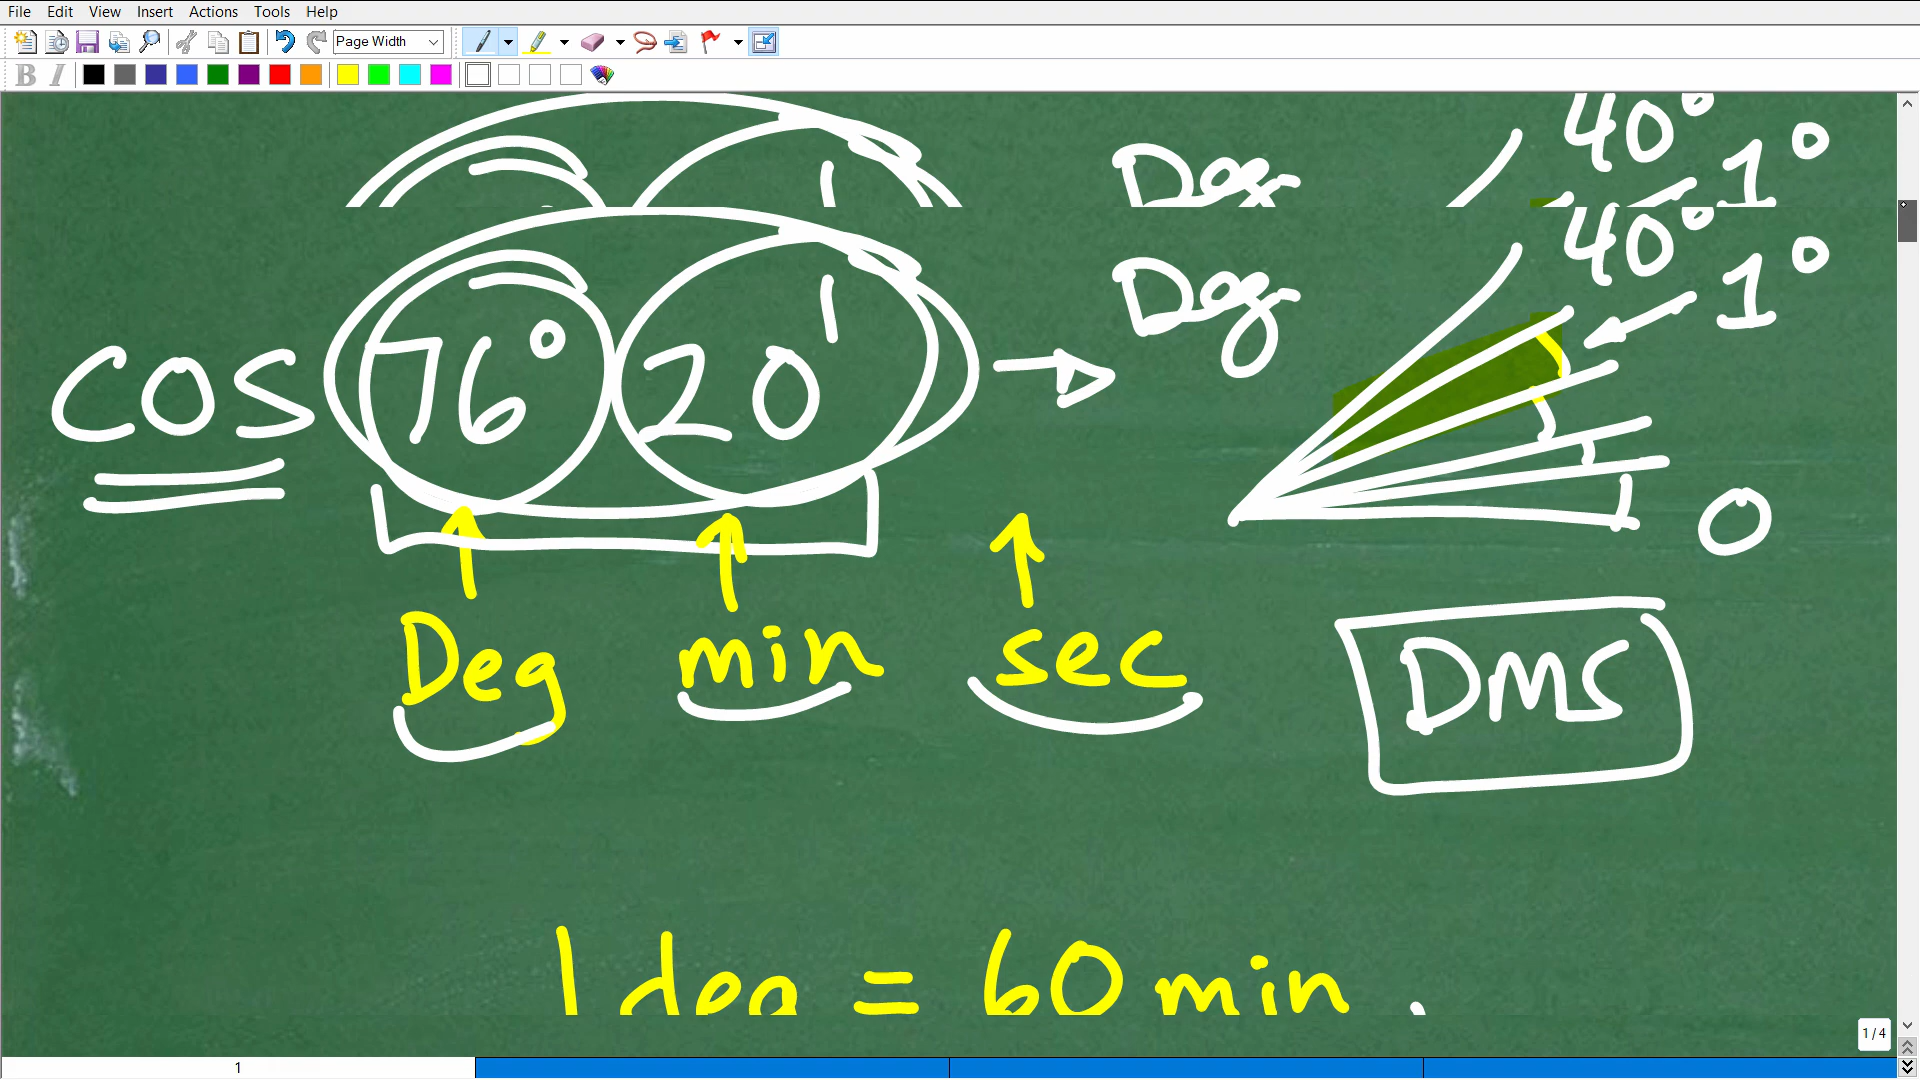 File Edit View Insert Actions Tools Help
Page Width
B I
40° 1°
Deg
40° 1°
cos 76° 20' → Deg
0
Deg min sec
DMS
1 deg = 60 min
1 / 4
1